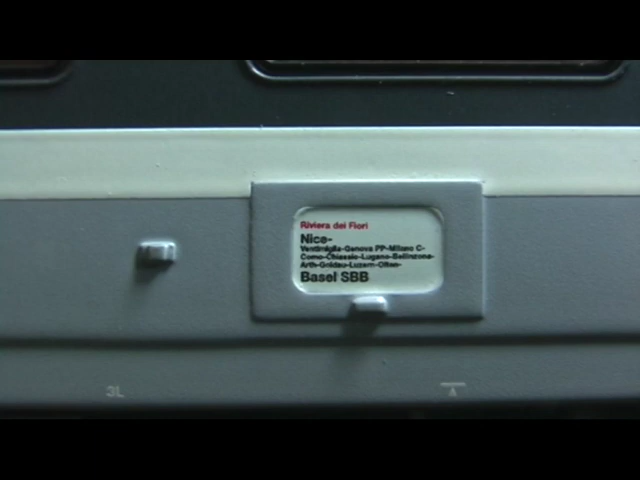 Riviera dei Fiori
Nice-
Ventimiglia-Genova PP-Milano C-
Como-Chiasso-Lugano-Bellinzona-
Arth-Goldau-Luzern-Olten-
Basel SBB
3L